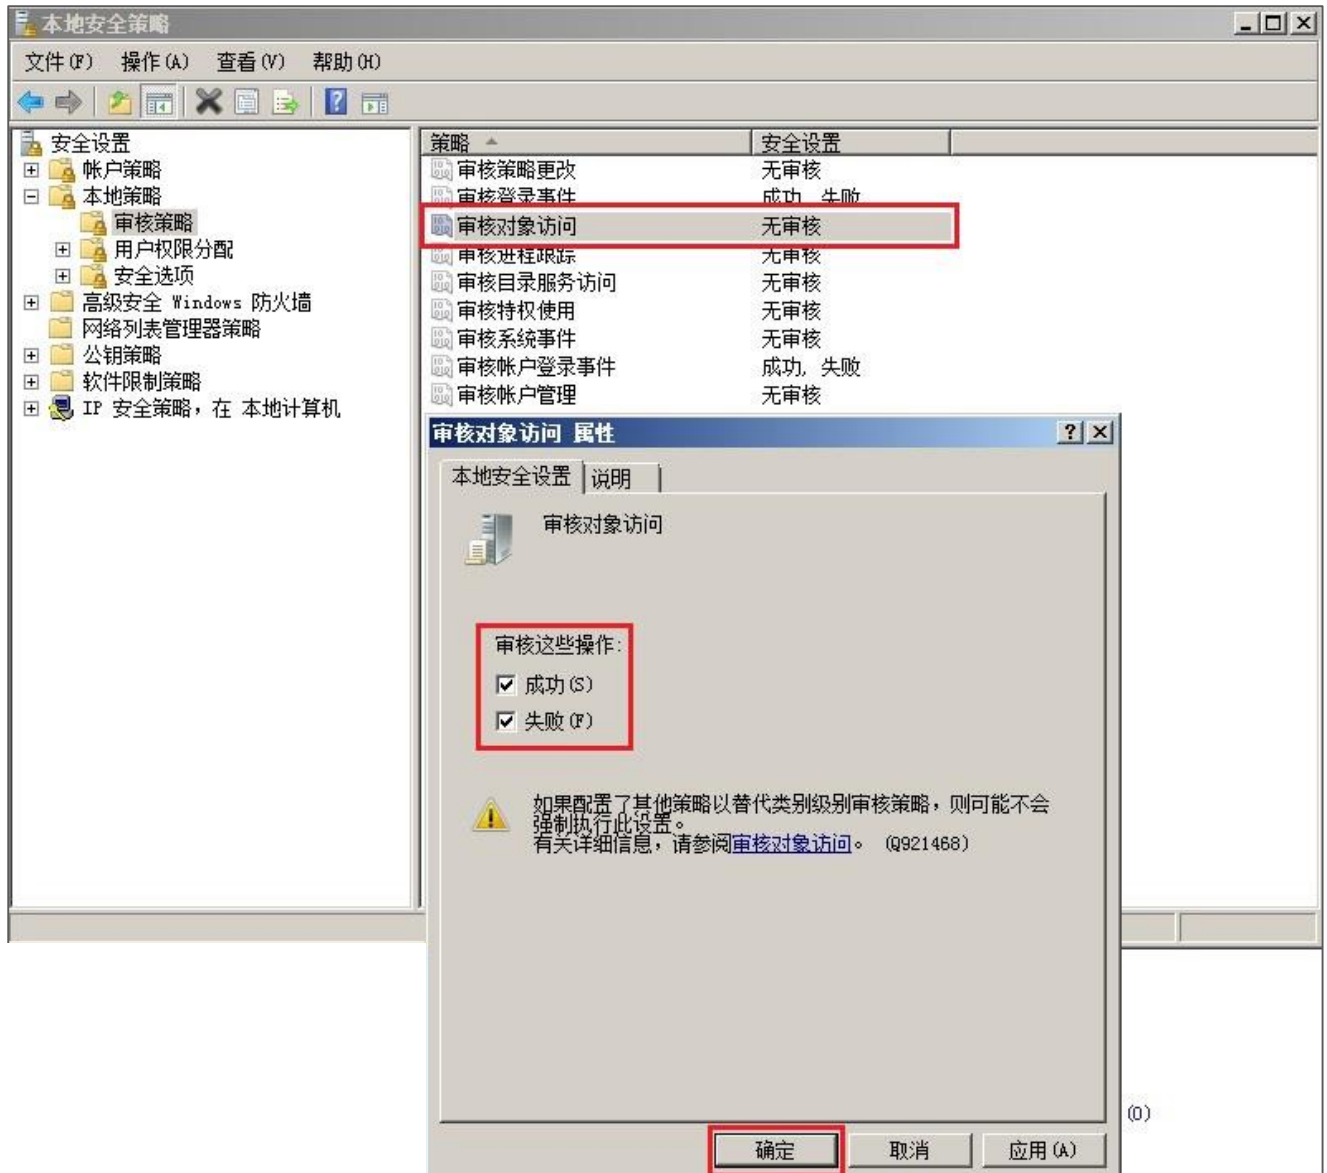 本地安全策略
文件(F) 操作(A) 查看(V) 帮助(H)
安全设置
帐户策略
本地策略
审核策略
用户权限分配
安全选项
高级安全 Windows 防火墙
网络列表管理器策略
公钥策略
软件限制策略
IP 安全策略，在 本地计算机
策略 安全设置
审核策略更改 无审核
审核登录事件 成功, 失败
审核对象访问 无审核
审核进程跟踪 无审核
审核目录服务访问 无审核
审核特权使用 无审核
审核系统事件 无审核
审核帐户登录事件 成功, 失败
审核帐户管理 无审核
审核对象访问 属性
本地安全设置 说明
审核对象访问
审核这些操作:
成功(S)
失败(F)
如果配置了其他策略以替代类别级别审核策略，则可能不会
强制执行此设置。
有关详细信息，请参阅审核对象访问。 (Q921468)
(O)
确定 取消 应用(A)